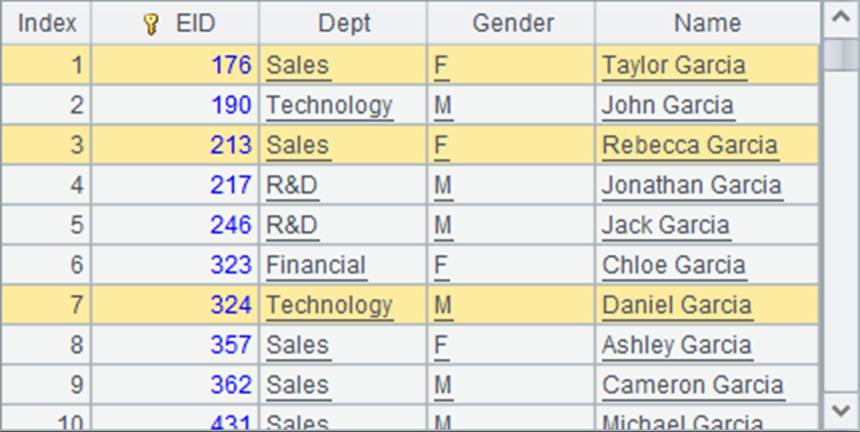 Index EID Dept Gender Name
1 176 Sales F Taylor Garcia
2 190 Technology M John Garcia
3 213 Sales F Rebecca Garcia
4 217 R&D M Jonathan Garcia
5 246 R&D M Jack Garcia
6 323 Financial F Chloe Garcia
7 324 Technology M Daniel Garcia
8 357 Sales F Ashley Garcia
9 362 Sales M Cameron Garcia
10 431 Sales M Michael Garcia